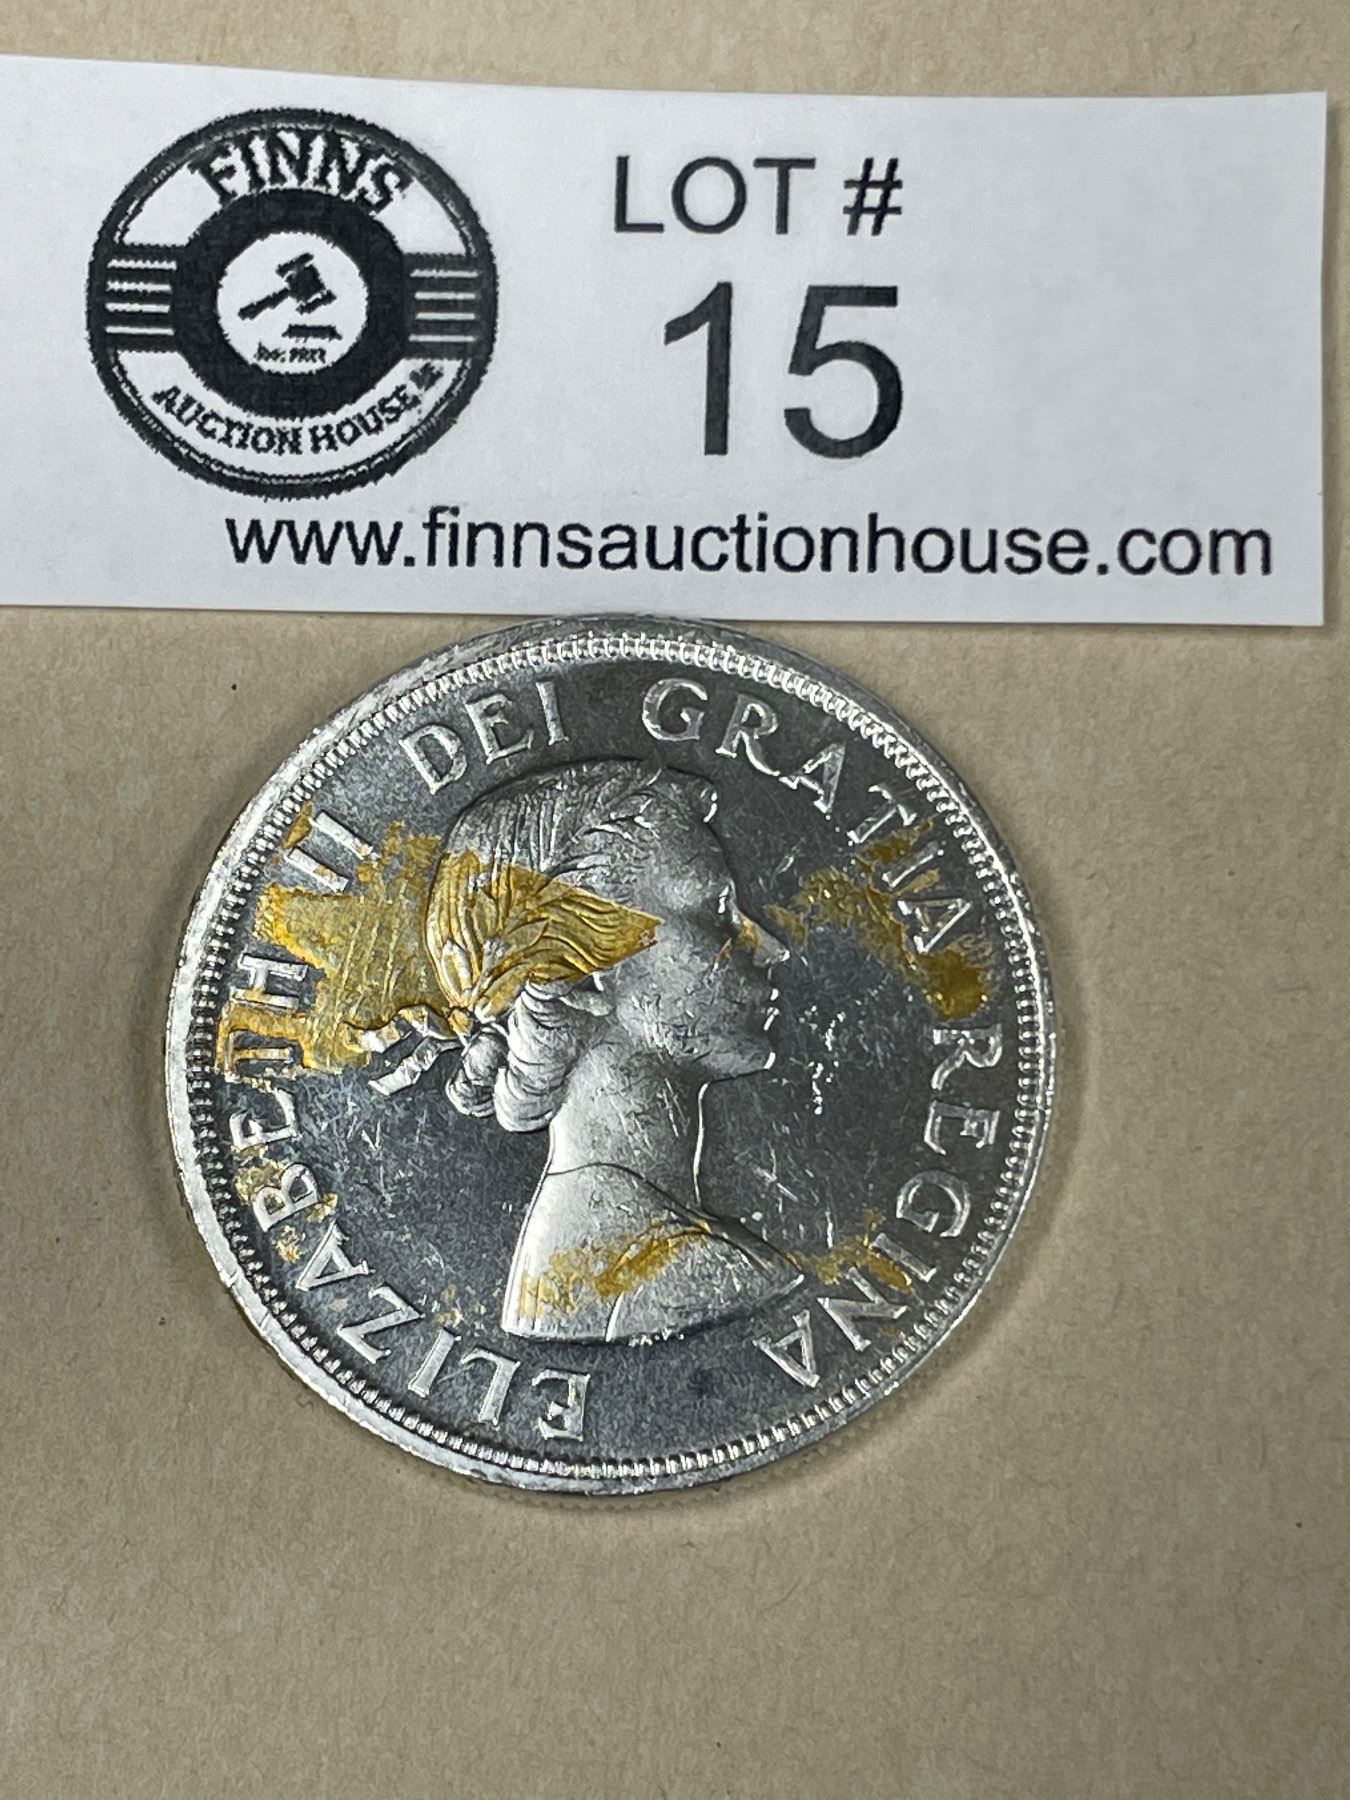 FINNS
AUCTION HOUSE
LOT #
15
www.finnsauctionhouse.com
ELIZABETH II DEI GRATIA REGINA